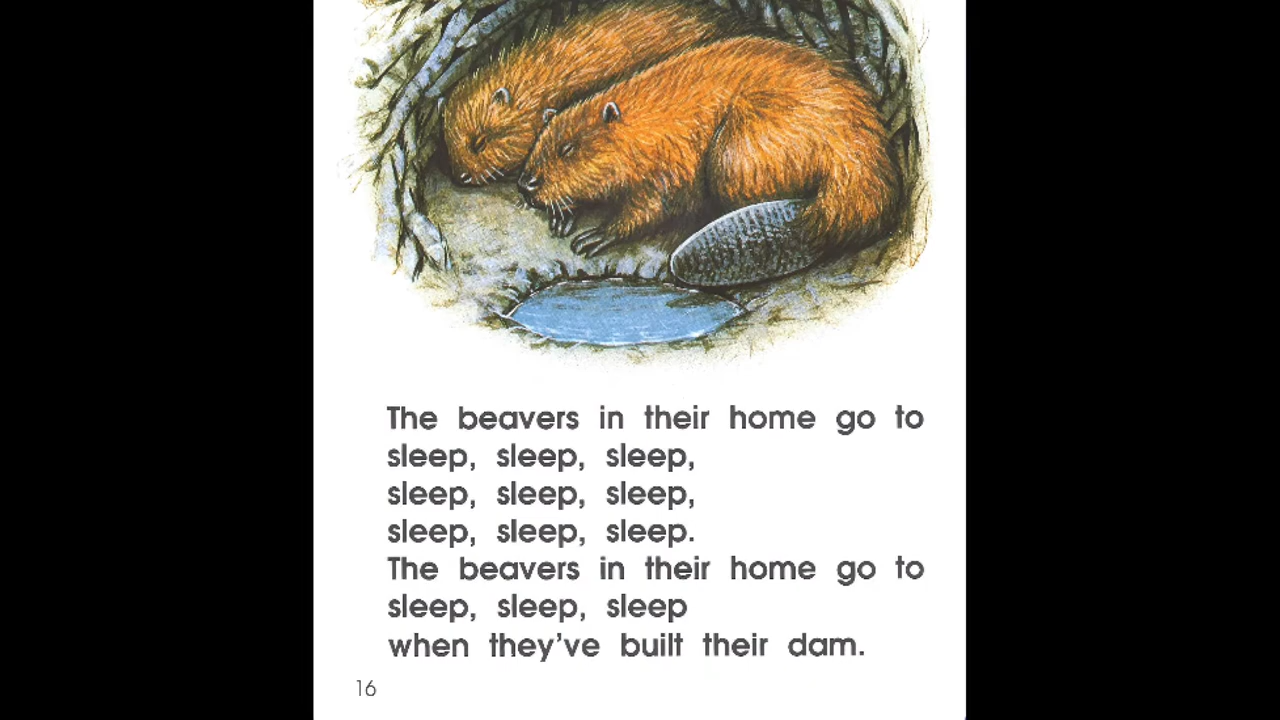 The beavers in their home go to
sleep, sleep, sleep,
sleep, sleep, sleep,
sleep, sleep, sleep.
The beavers in their home go to
sleep, sleep, sleep
when they've built their dam.
16